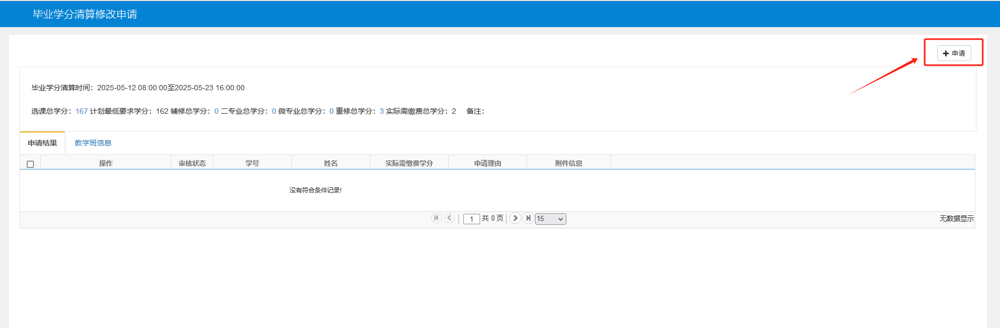 毕业学分清算修改申请
申请
毕业学分清算时间：2025-05-12 08:00:00至2025-05-23 16:00:00
选课总学分：167 计划最低要求学分：162 辅修总学分：0 二专业总学分：0 微专业总学分：0 重修总学分：3 实际需缴费总学分：2 备注：
申请结果 教学班信息
操作 审核状态 学号 姓名 实际需缴费学分 申请理由 附件信息
没有符合条件记录!
1 共 0 页 15 无数据显示